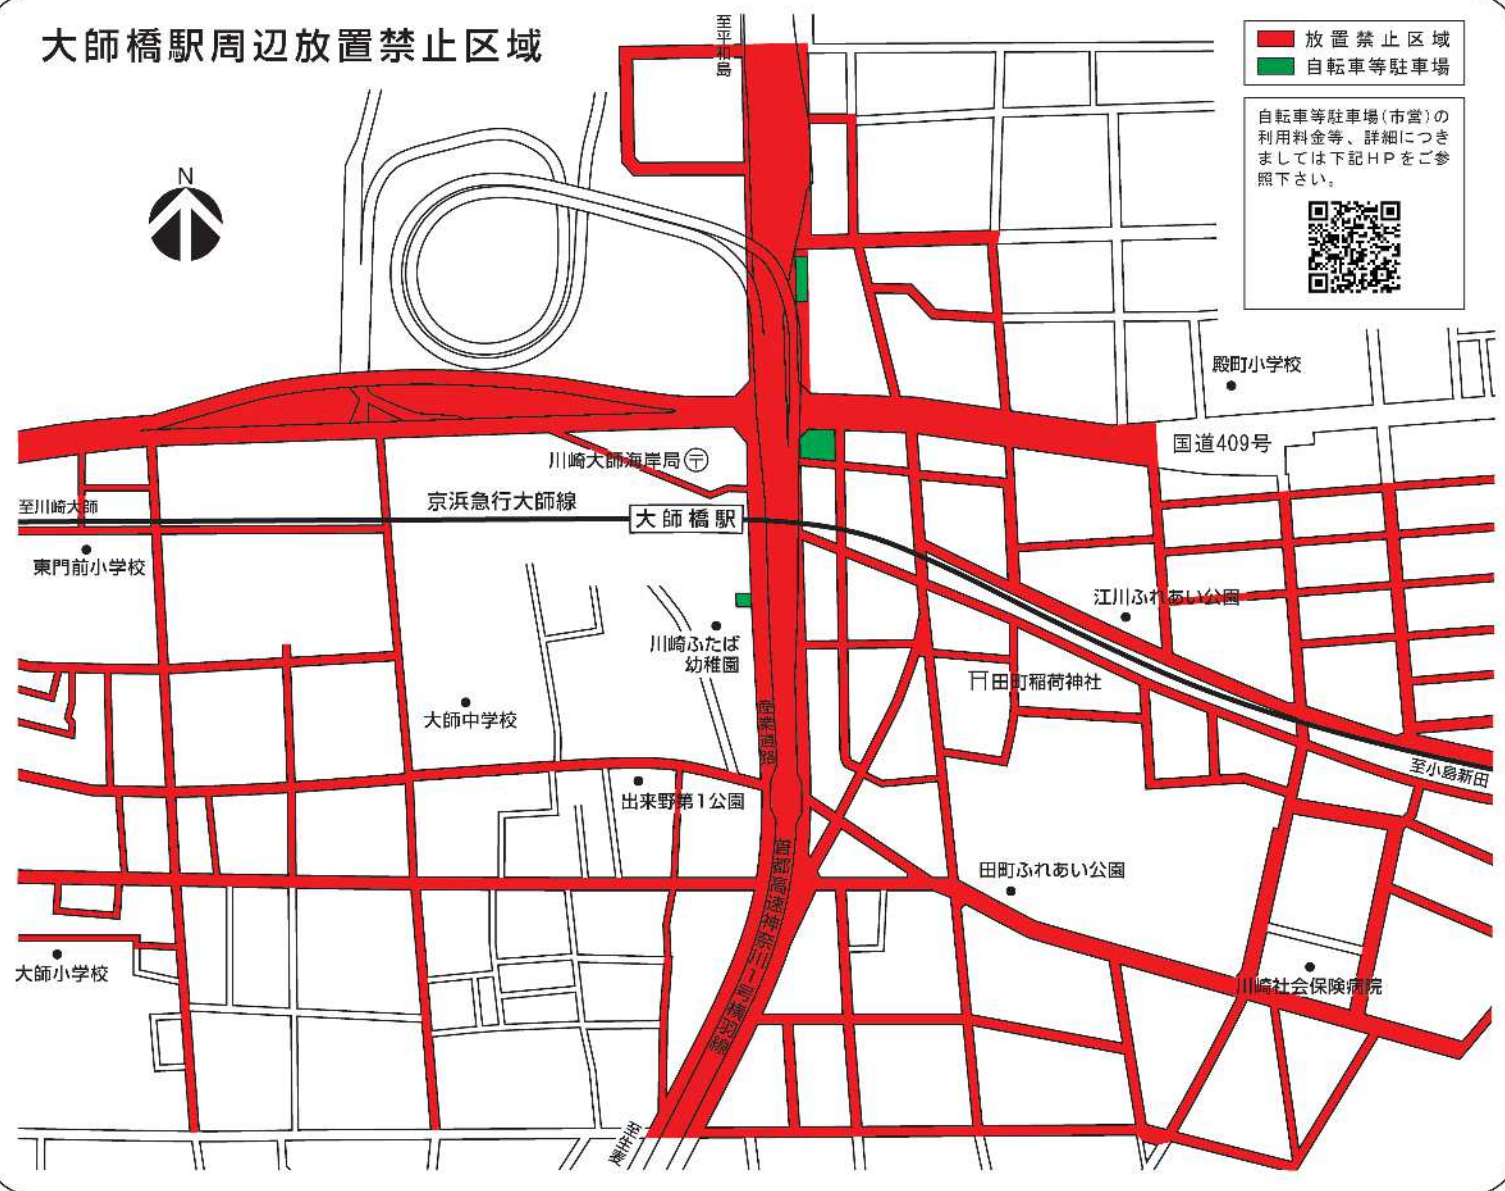 大師橋駅周辺放置禁止区域
至平和島
放置禁止区域
自転車等駐車場
自転車等駐車場(市営)の
利用料金等、詳細につき
ましては下記HPをご参
照下さい。
N
殿町小学校
国道409号
川崎大師海岸局〒
至川崎大師
京浜急行大師線
大師橋駅
東門前小学校
江川ふれあい公園
川崎ふたば
幼稚園
田町稲荷神社
大師中学校
産業道路
至小島新田
出来野第1公園
首都高速神奈川1号横羽線
田町ふれあい公園
大師小学校
川崎社会保険病院
至生麦